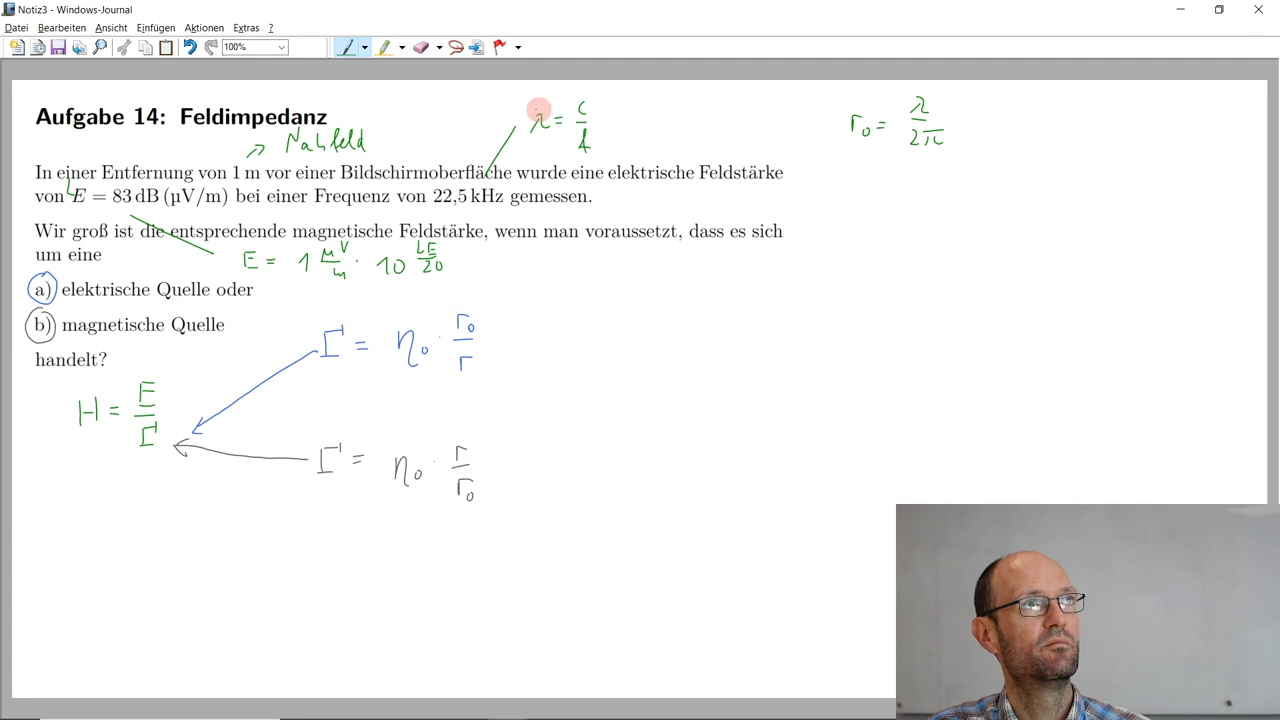 Notiz3 - Windows-Journal
Datei Bearbeiten Ansicht Einfügen Aktionen Extras ?
100%
Aufgabe 14: Feldimpedanz
λ = c/f
r₀ = λ/2π
Nahfeld
In einer Entfernung von 1 m vor einer Bildschirmoberfläche wurde eine elektrische Feldstärke
von LE = 83 dB (µV/m) bei einer Frequenz von 22,5 kHz gemessen.
Wir groß ist die entsprechende magnetische Feldstärke, wenn man voraussetzt, dass es sich
um eine
E = 1 µV/m · 10^(LE/20)
a) elektrische Quelle oder
b) magnetische Quelle
Γ = η₀ · r₀/r
handelt?
H = E/Γ
Γ = η₀ · r/r₀